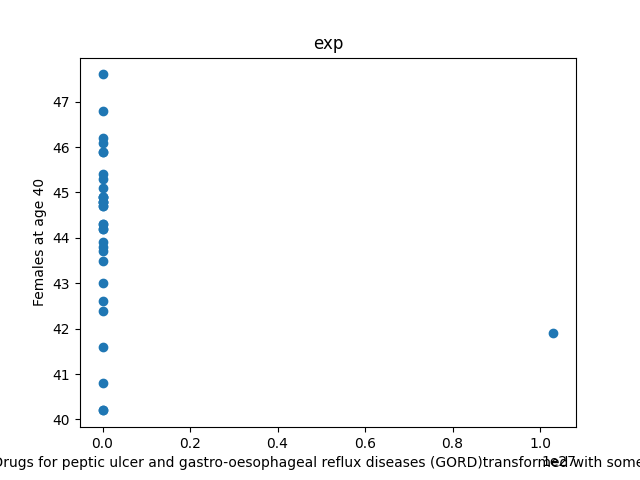 exp
Females at age 40
47
46
45
44
43
42
41
40
0.0 0.2 0.4 0.6 0.8 1.0
1e27
Drugs for peptic ulcer and gastro-oesophageal reflux diseases (GORD)transformed with some